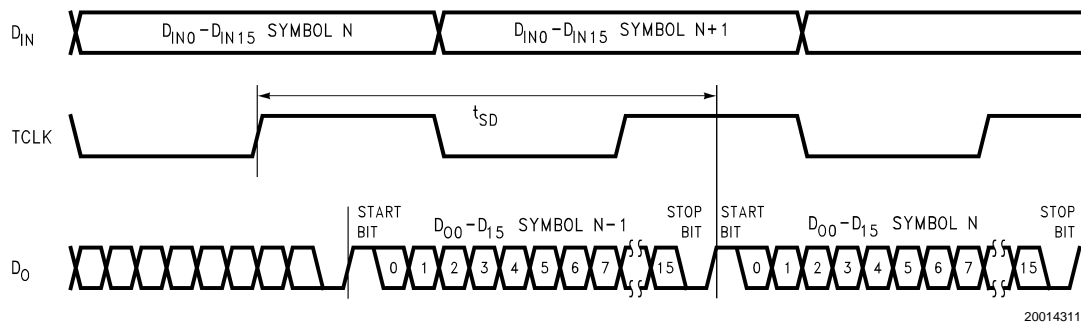 D_IN D_IN0-D_IN15 SYMBOL N D_IN0-D_IN15 SYMBOL N+1
t_SD
TCLK
START BIT D_O0-D_15 SYMBOL N-1 STOP BIT START BIT D_O0-D_15 SYMBOL N STOP BIT
D_O 0 1 2 3 4 5 6 7 15 0 1 2 3 4 5 6 7 15
20014311